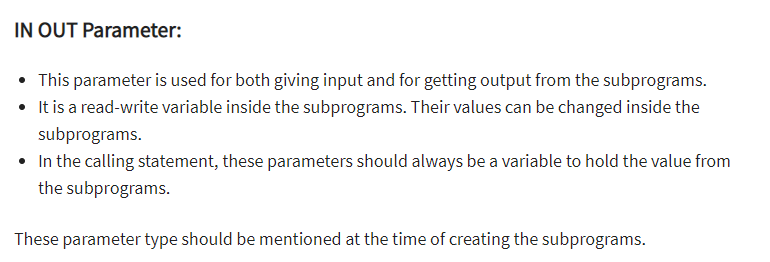 IN OUT Parameter:
• This parameter is used for both giving input and for getting output from the subprograms.
• It is a read-write variable inside the subprograms. Their values can be changed inside the
subprograms.
• In the calling statement, these parameters should always be a variable to hold the value from
the subprograms.
These parameter type should be mentioned at the time of creating the subprograms.